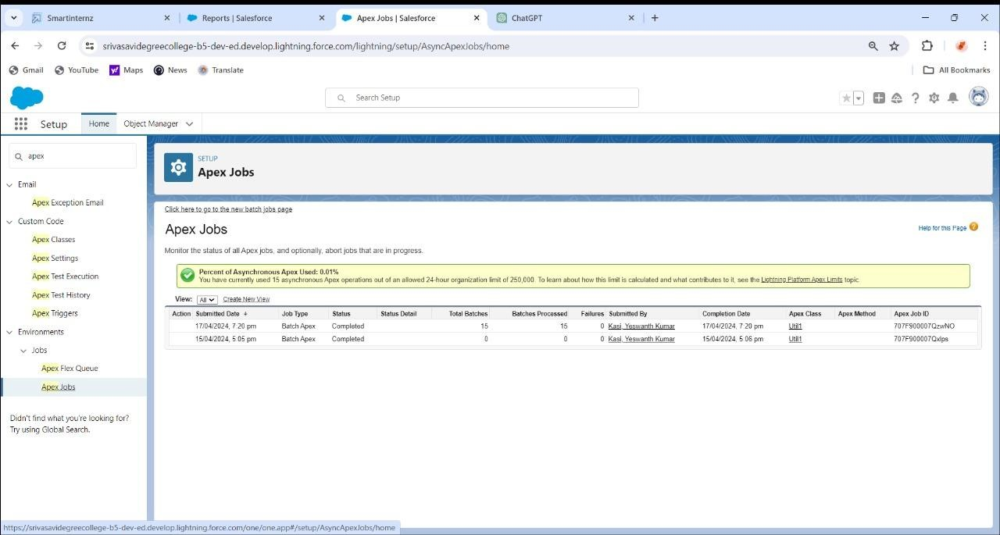 Smartinternz
Reports | Salesforce
Apex Jobs | Salesforce
ChatGPT
srivasavidegreecollege-b5-dev-ed.develop.lightning.force.com/lightning/setup/AsyncApexJobs/home
Gmail YouTube Maps News Translate All Bookmarks
Search Setup
Setup Home Object Manager
apex
Email
Apex Exception Email
Custom Code
Apex Classes
Apex Settings
Apex Test Execution
Apex Test History
Apex Triggers
Environments
Jobs
Apex Flex Queue
Apex Jobs
Didn't find what you're looking for?
Try using Global Search.
SETUP
Apex Jobs
Click here to go to the new batch jobs page
Apex Jobs
Help for this Page
Monitor the status of all Apex jobs, and optionally, abort jobs that are in progress.
Percent of Asynchronous Apex Used: 0.01%
You have currently used 15 asynchronous Apex operations out of an allowed 24-hour organization limit of 250,000. To learn about how this limit is calculated and what contributes to it, see the Lightning Platform Apex Limits topic.
View: All Create New View
Action Submitted Date Job Type Status Status Detail Total Batches Batches Processed Failures Submitted By Completion Date Apex Class Apex Method Apex Job ID
17/04/2024, 7:20 pm Batch Apex Completed 15 15 0 Kasi, Yeswanth Kumar 17/04/2024, 7:20 pm Util1 707F900007QzwNO
15/04/2024, 5:05 pm Batch Apex Completed 0 0 0 Kasi, Yeswanth Kumar 15/04/2024, 5:06 pm Util1 707F900007Qxlps
https://srivasavidegreecollege-b5-dev-ed.develop.lightning.force.com/one/one.app#/setup/AsyncApexJobs/home